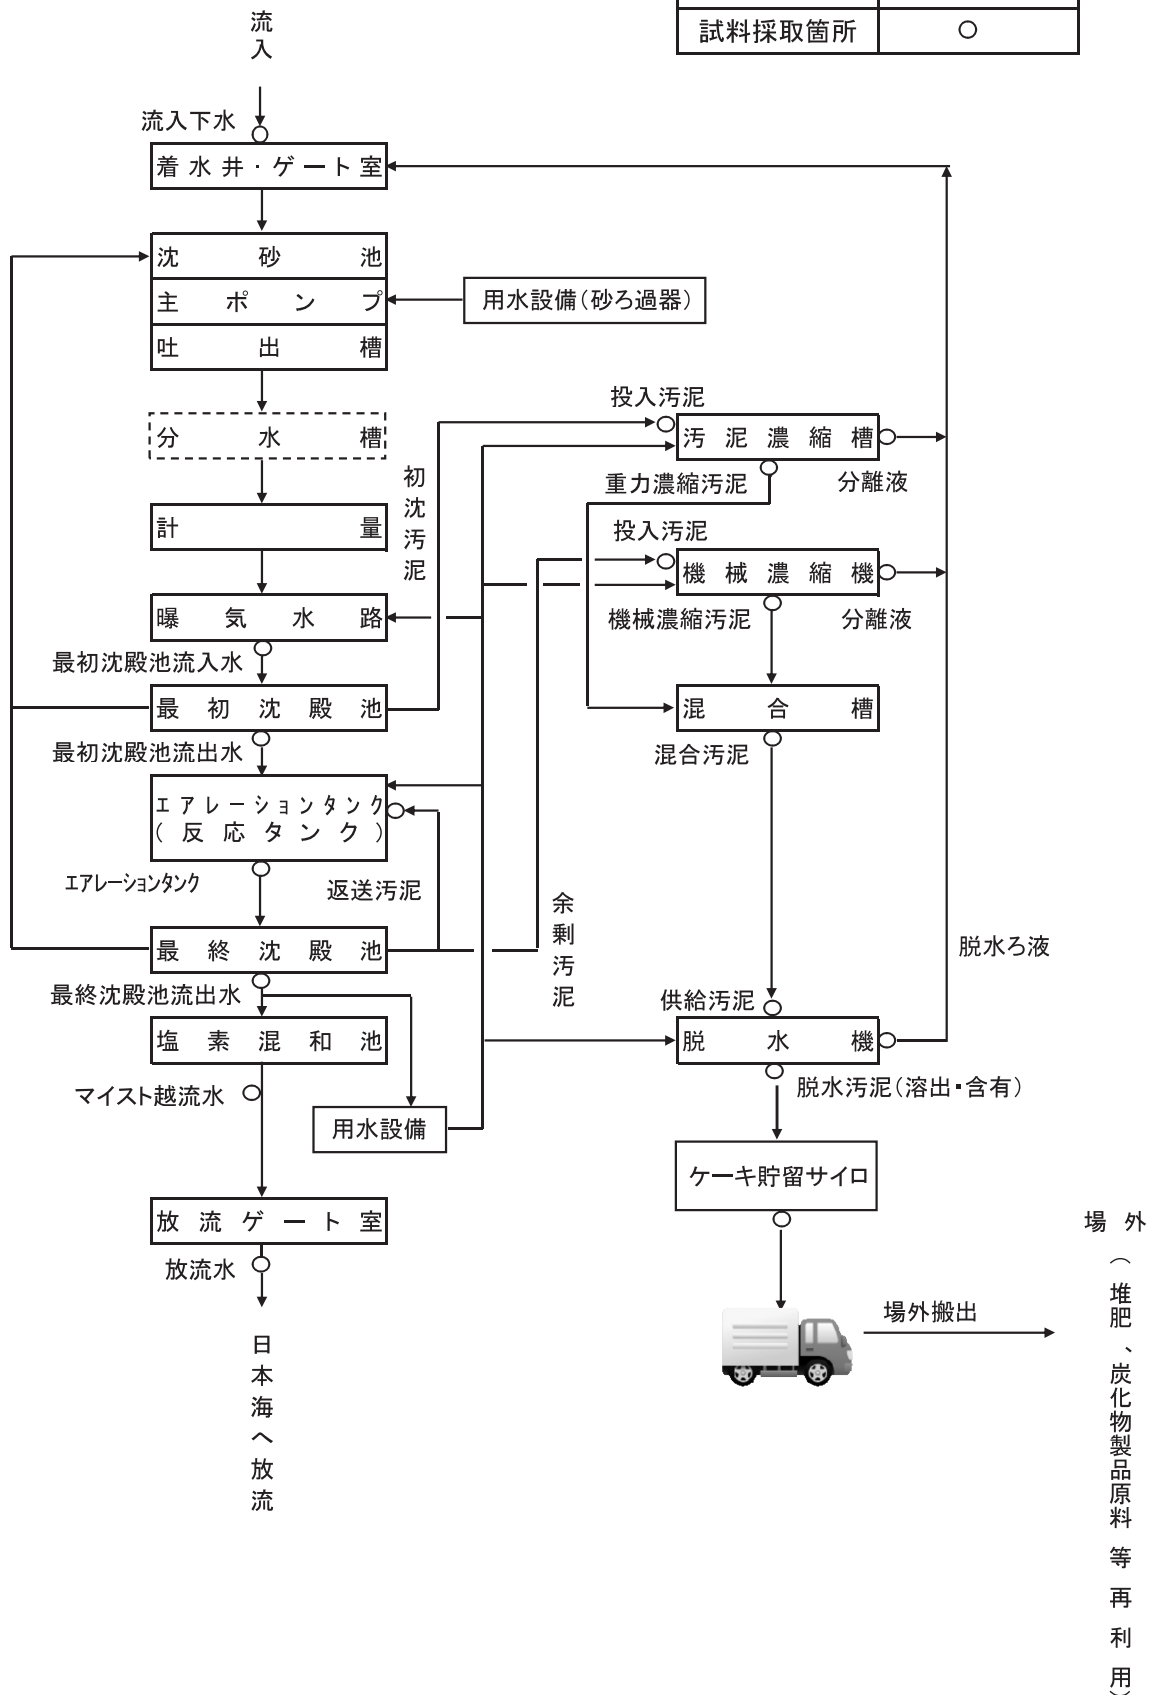 試料採取箇所 ○
流入
流入下水
着水井・ゲート室
沈砂池
主ポンプ
吐出槽
用水設備(砂ろ過器)
分水槽
計量
曝気水路
最初沈殿池流入水
最初沈殿池
最初沈殿池流出水
エアレーションタンク
(反応タンク)
エアレーションタンク
返送汚泥
最終沈殿池
最終沈殿池流出水
塩素混和池
マイスト越流水
用水設備
放流ゲート室
放流水
日本海へ放流
初沈汚泥
余剰汚泥
投入汚泥
汚泥濃縮槽
重力濃縮汚泥
分離液
投入汚泥
機械濃縮機
機械濃縮汚泥
分離液
混合槽
混合汚泥
供給汚泥
脱水機
脱水ろ液
脱水汚泥(溶出・含有)
ケーキ貯留サイロ
場外搬出
場外
(堆肥、炭化物製品原料等再利用)